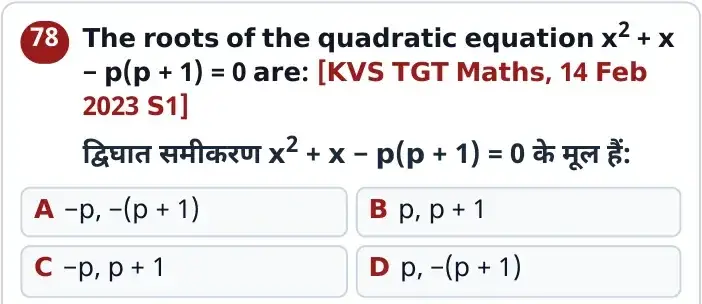 78 The roots of the quadratic equation x² + x
− p(p + 1) = 0 are: [KVS TGT Maths, 14 Feb
2023 S1]
द्विघात समीकरण x² + x − p(p + 1) = 0 के मूल हैं:
A −p, −(p + 1)
B p, p + 1
C −p, p + 1
D p, −(p + 1)